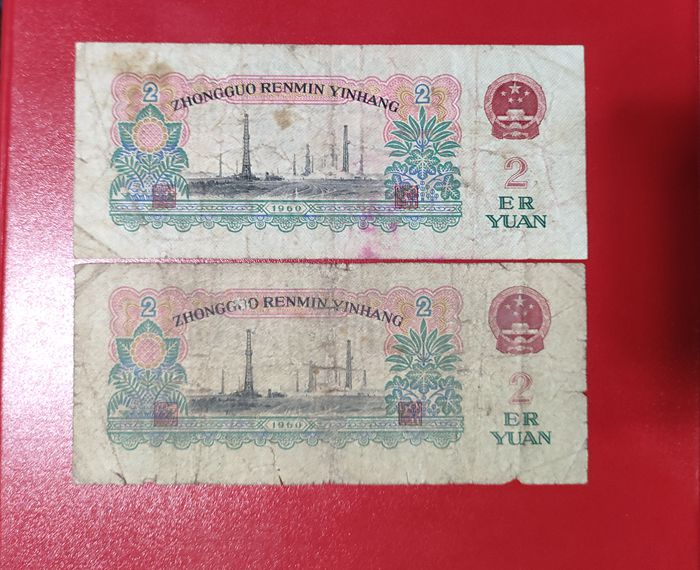 2 ZHONGGUO RENMIN YINHANG 2
2
1960
ER
YUAN
2 ZHONGGUO RENMIN YINHANG 2
2
1960
ER
YUAN